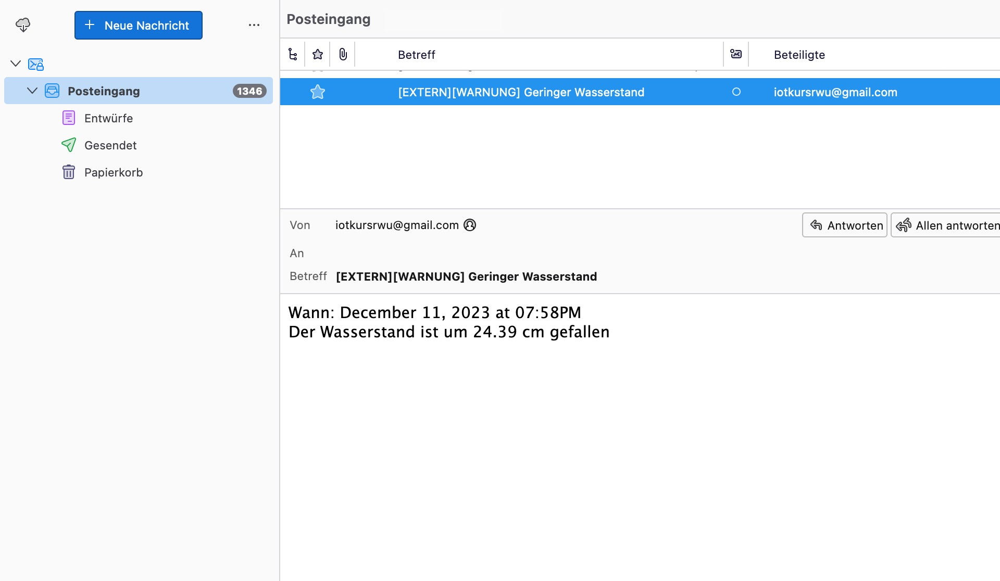 Neue Nachricht
Posteingang
1346
Entwürfe
Gesendet
Papierkorb
Posteingang
Betreff
Beteiligte
[EXTERN][WARNUNG] Geringer Wasserstand
iotkursrwu@gmail.com
Von iotkursrwu@gmail.com
Antworten
Allen antworten
An
Betreff [EXTERN][WARNUNG] Geringer Wasserstand
Wann: December 11, 2023 at 07:58PM
Der Wasserstand ist um 24.39 cm gefallen